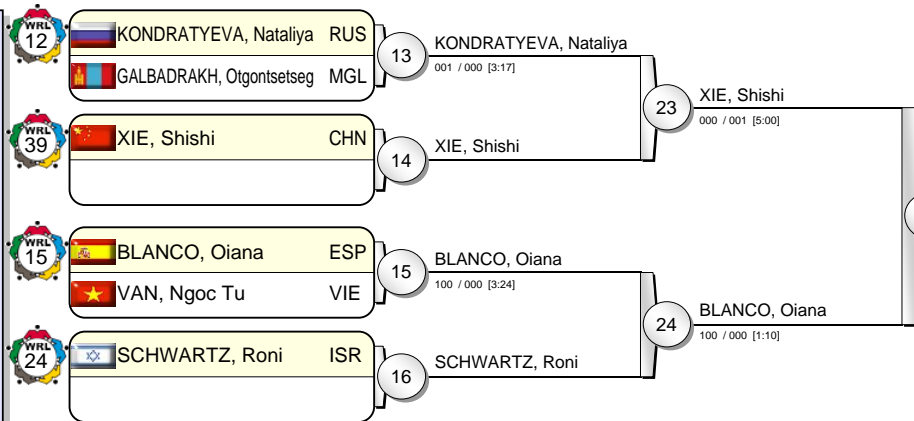 WRL
12
KONDRATYEVA, Nataliya RUS
GALBADRAKH, Otgontsetseg MGL
13
KONDRATYEVA, Nataliya
001 / 000 [3:17]
WRL
39
XIE, Shishi CHN
14
XIE, Shishi
23
XIE, Shishi
000 / 001 [5:00]
WRL
15
BLANCO, Oiana ESP
VAN, Ngoc Tu VIE
15
BLANCO, Oiana
100 / 000 [3:24]
WRL
24
SCHWARTZ, Roni ISR
16
SCHWARTZ, Roni
24
BLANCO, Oiana
100 / 000 [1:10]